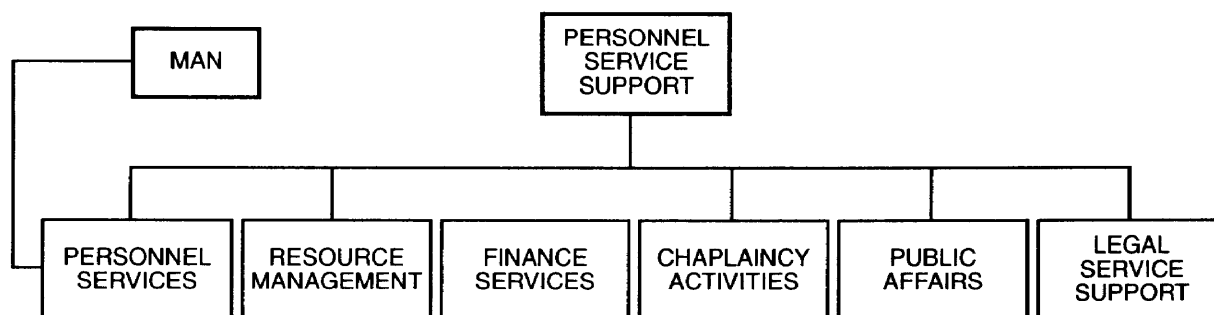 MAN
PERSONNEL
SERVICE
SUPPORT
PERSONNEL
SERVICES
RESOURCE
MANAGEMENT
FINANCE
SERVICES
CHAPLAINCY
ACTIVITIES
PUBLIC
AFFAIRS
LEGAL
SERVICE
SUPPORT